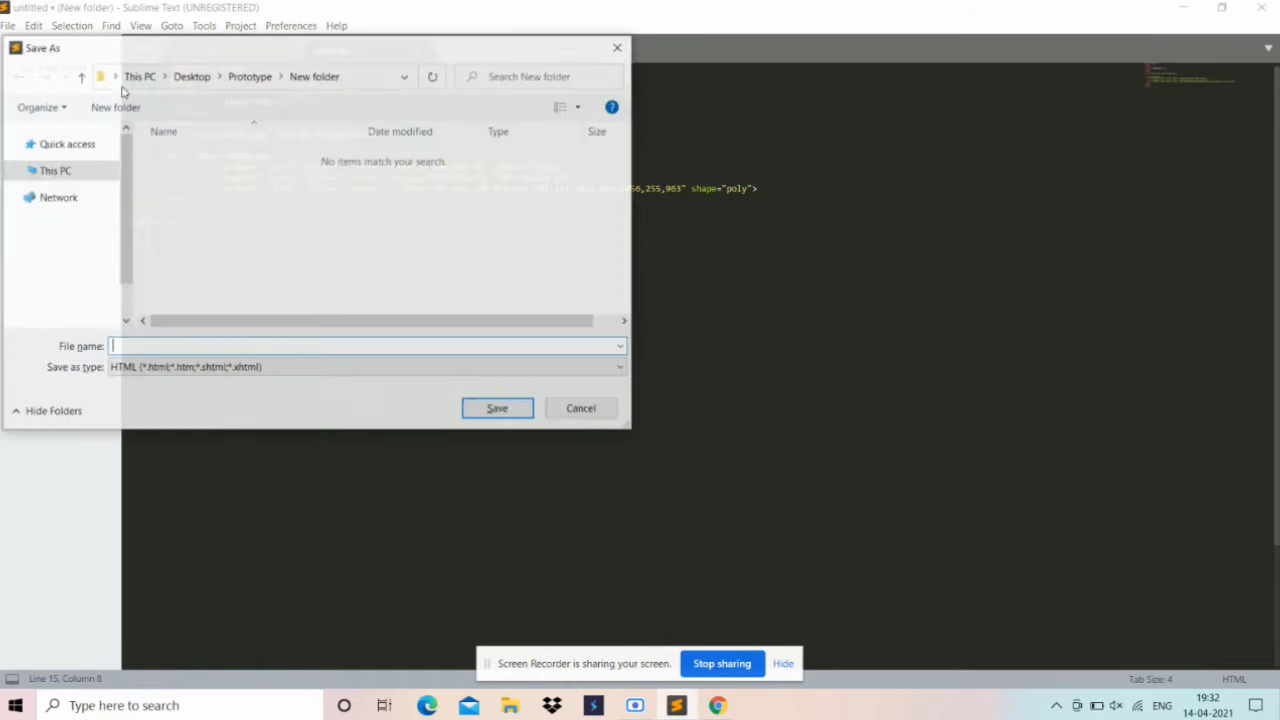 untitled • (New folder) - Sublime Text (UNREGISTERED)
File Edit Selection Find View Goto Tools Project Preferences Help
Save As
This PC > Desktop > Prototype > New folder
Search New folder
Organize
New folder
Quick access
This PC
Network
Name
Date modified
Type
Size
No items match your search.
56,255,963" shape="poly">
File name:
Save as type: HTML (*.html;*.htm;*.shtml;*.xhtml)
Hide Folders
Save
Cancel
Screen Recorder is sharing your screen.
Stop sharing
Hide
Line 15, Column 8
Tab Size: 4
HTML
Type here to search
ENG
19:32
14-04-2021